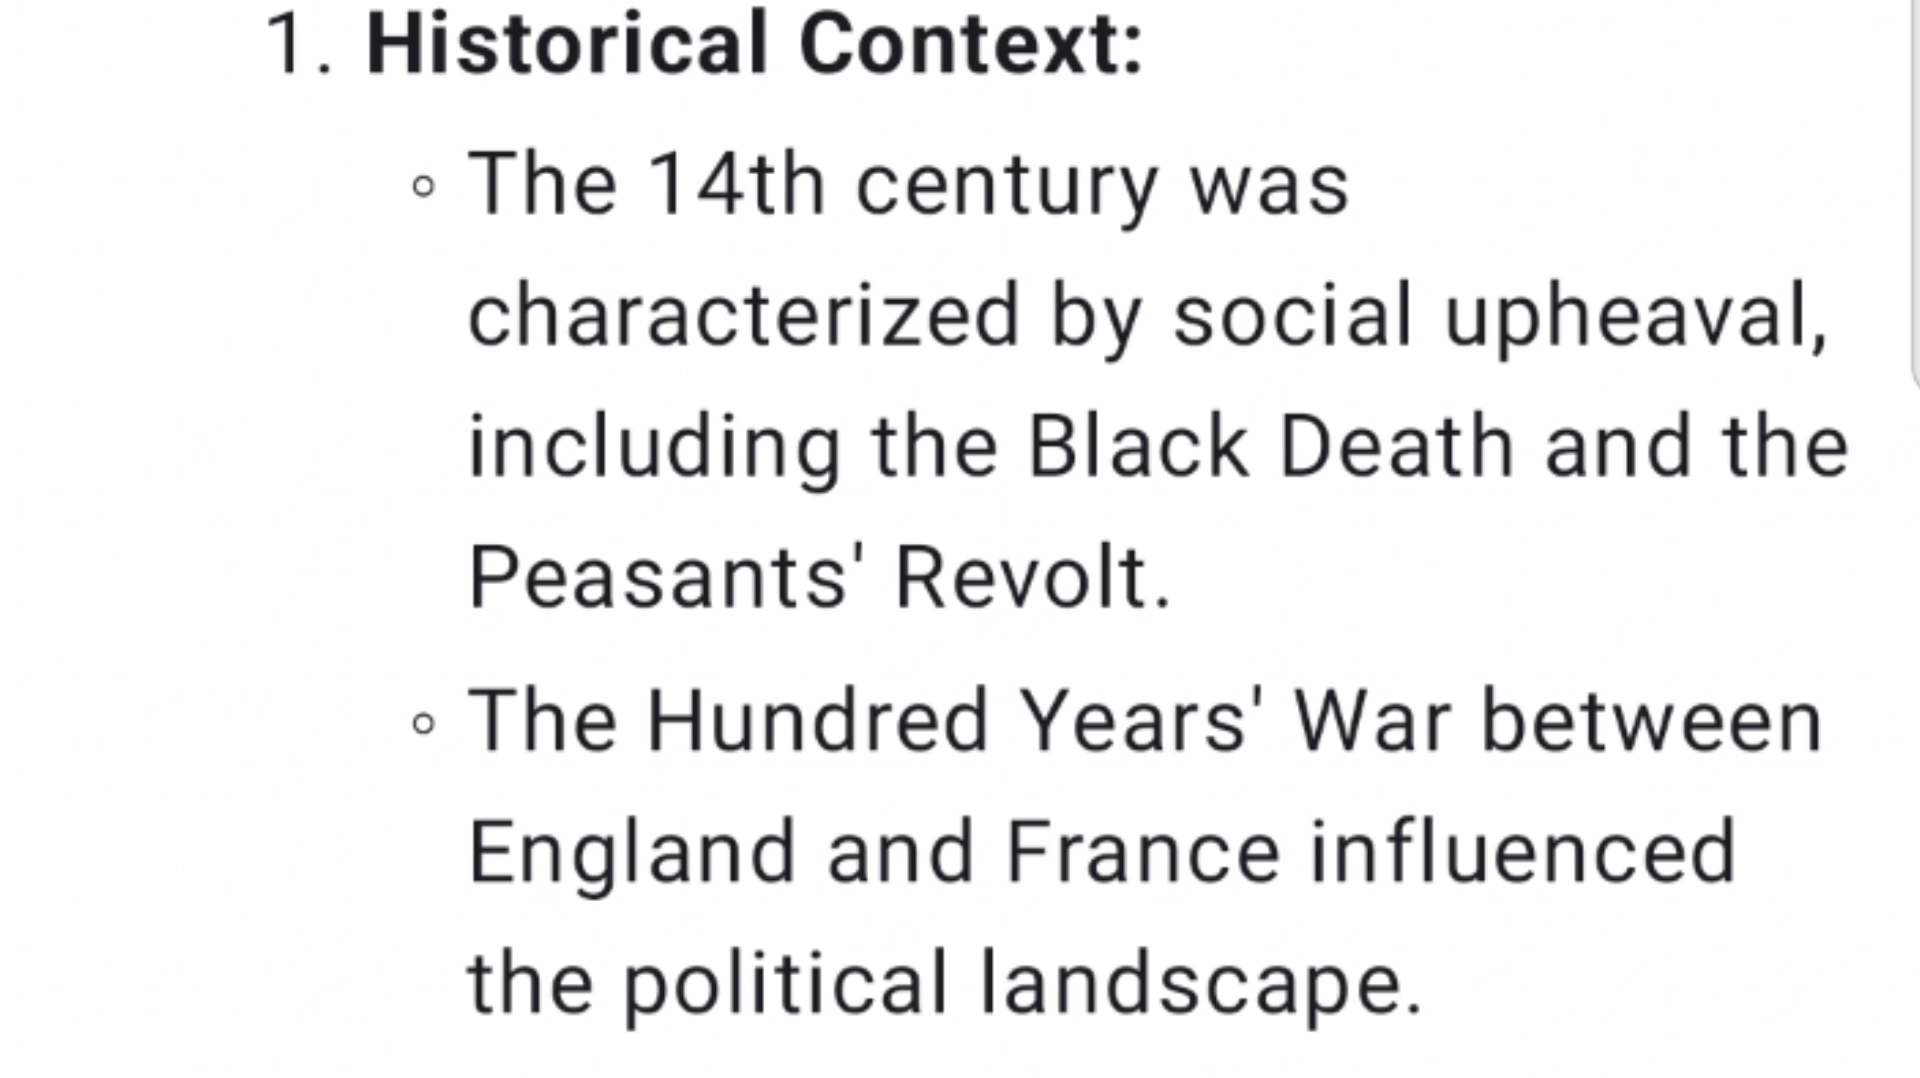 1. Historical Context:
◦ The 14th century was
characterized by social upheaval,
including the Black Death and the
Peasants' Revolt.
◦ The Hundred Years' War between
England and France influenced
the political landscape.